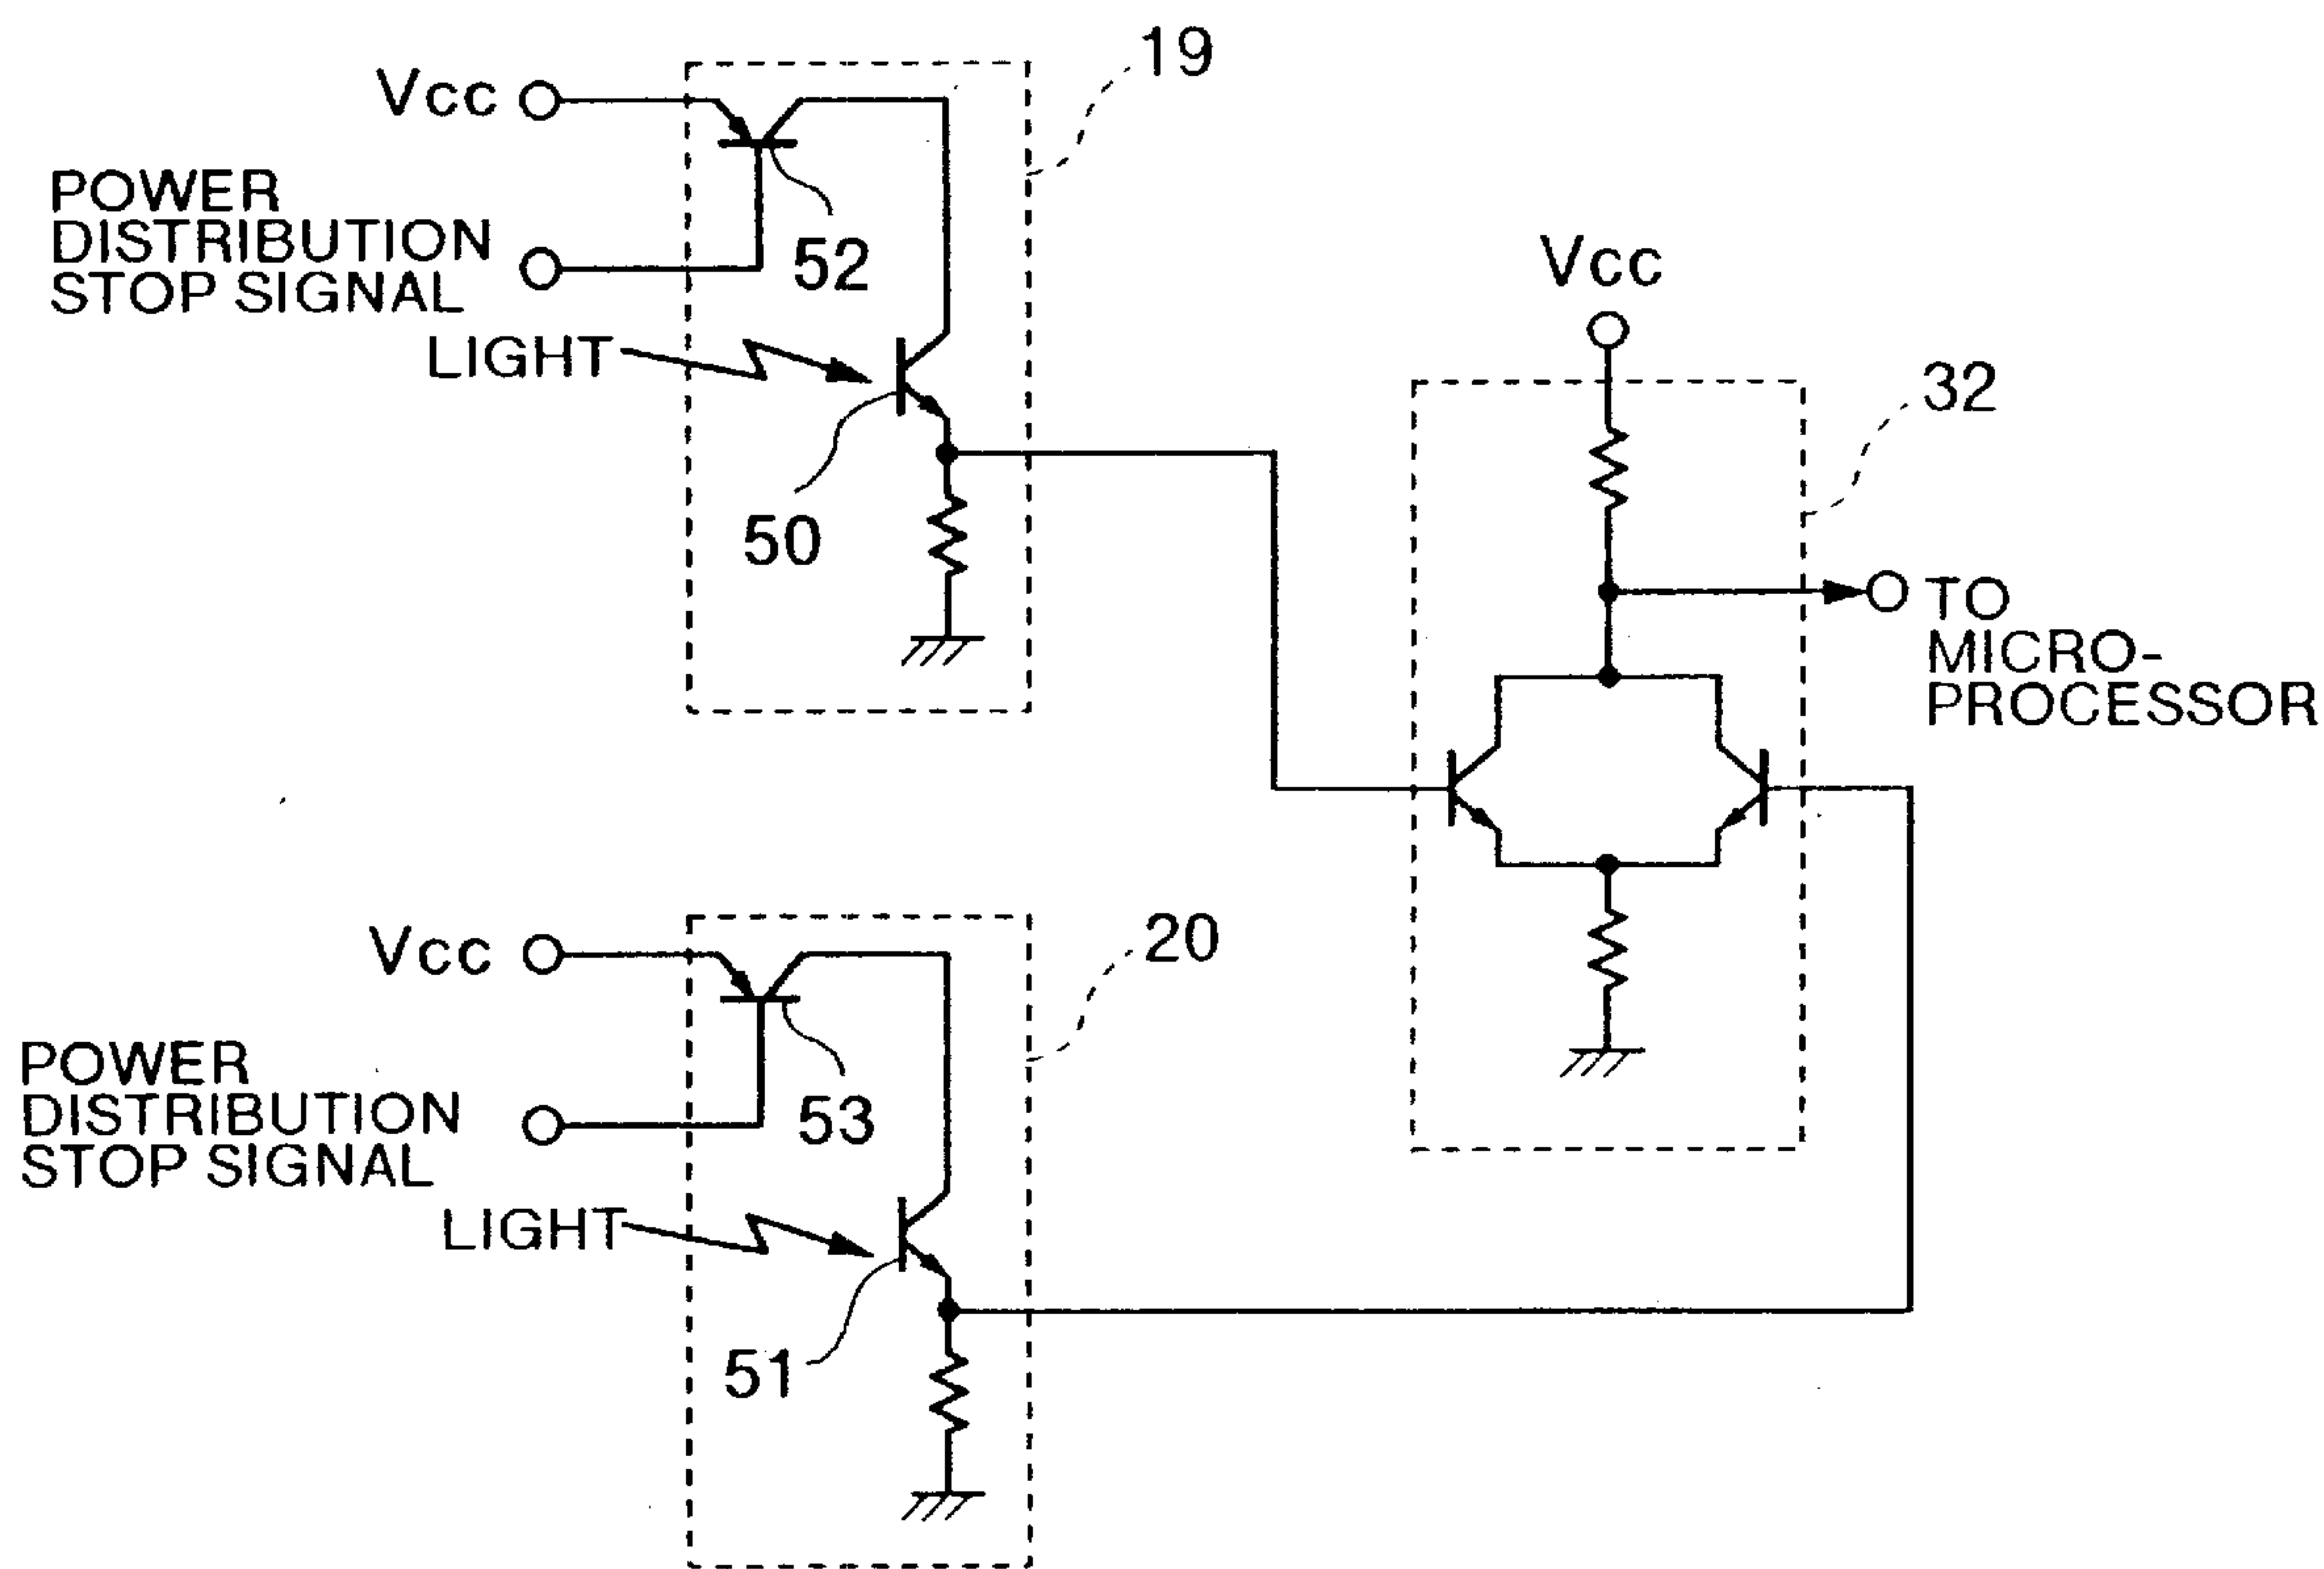 19
Vcc
POWER
DISTRIBUTION
STOP SIGNAL
52
LIGHT
50
Vcc
32
TO
MICRO-
PROCESSOR
20
Vcc
POWER
DISTRIBUTION
STOP SIGNAL
53
LIGHT
51